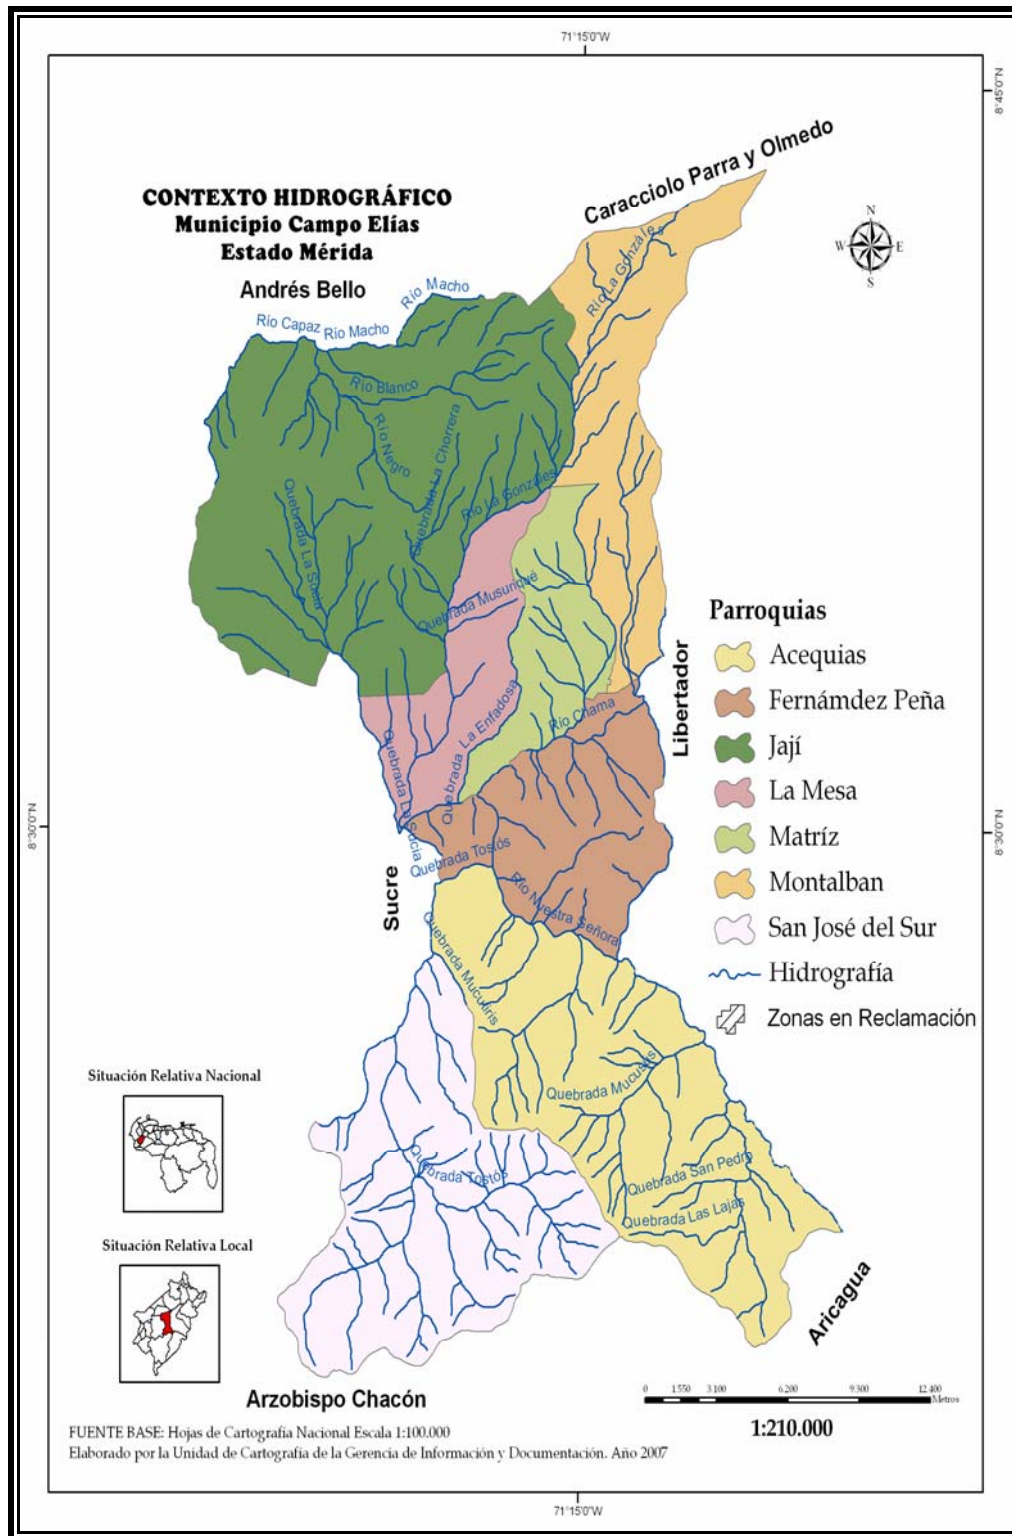 71°15'0"W
8°45'0"N
Caracciolo Parra y Olmedo
CONTEXTO HIDROGRÁFICO
Municipio Campo Elías
Estado Mérida
Andrés Bello
N
W
E
S
Río La Gonzáles
Río Macho
Río Capaz
Río Macho
Río Blanco
Río Negro
Quebrada La Chorrera
Río La Gonzáles
Quebrada La Sucia
Quebrada Musunqué
Quebrada La Enfadosa
Río Chama
Quebrada La Sucia
Libertador
Parroquias
Acequias
Fernámdez Peña
Jají
La Mesa
Matríz
Montalban
San José del Sur
Hidrografía
Zonas en Reclamación
8°30'0"N
8°30'0"N
Quebrada Tostós
Sucre
Río Nuestra Señora
Quebrada Mucutiris
Quebrada Mucusas
Situación Relativa Nacional
Quebrada Tostós
Quebrada San Pedro
Quebrada Las Lajas
Situación Relativa Local
Aricagua
Arzobispo Chacón
0 1.550 3.100 6.200 9.300 12.400
Metros
1:210.000
FUENTE BASE: Hojas de Cartografía Nacional Escala 1:100.000
Elaborado por la Unidad de Cartografía de la Gerencia de Información y Documentación. Año 2007
71°15'0"W